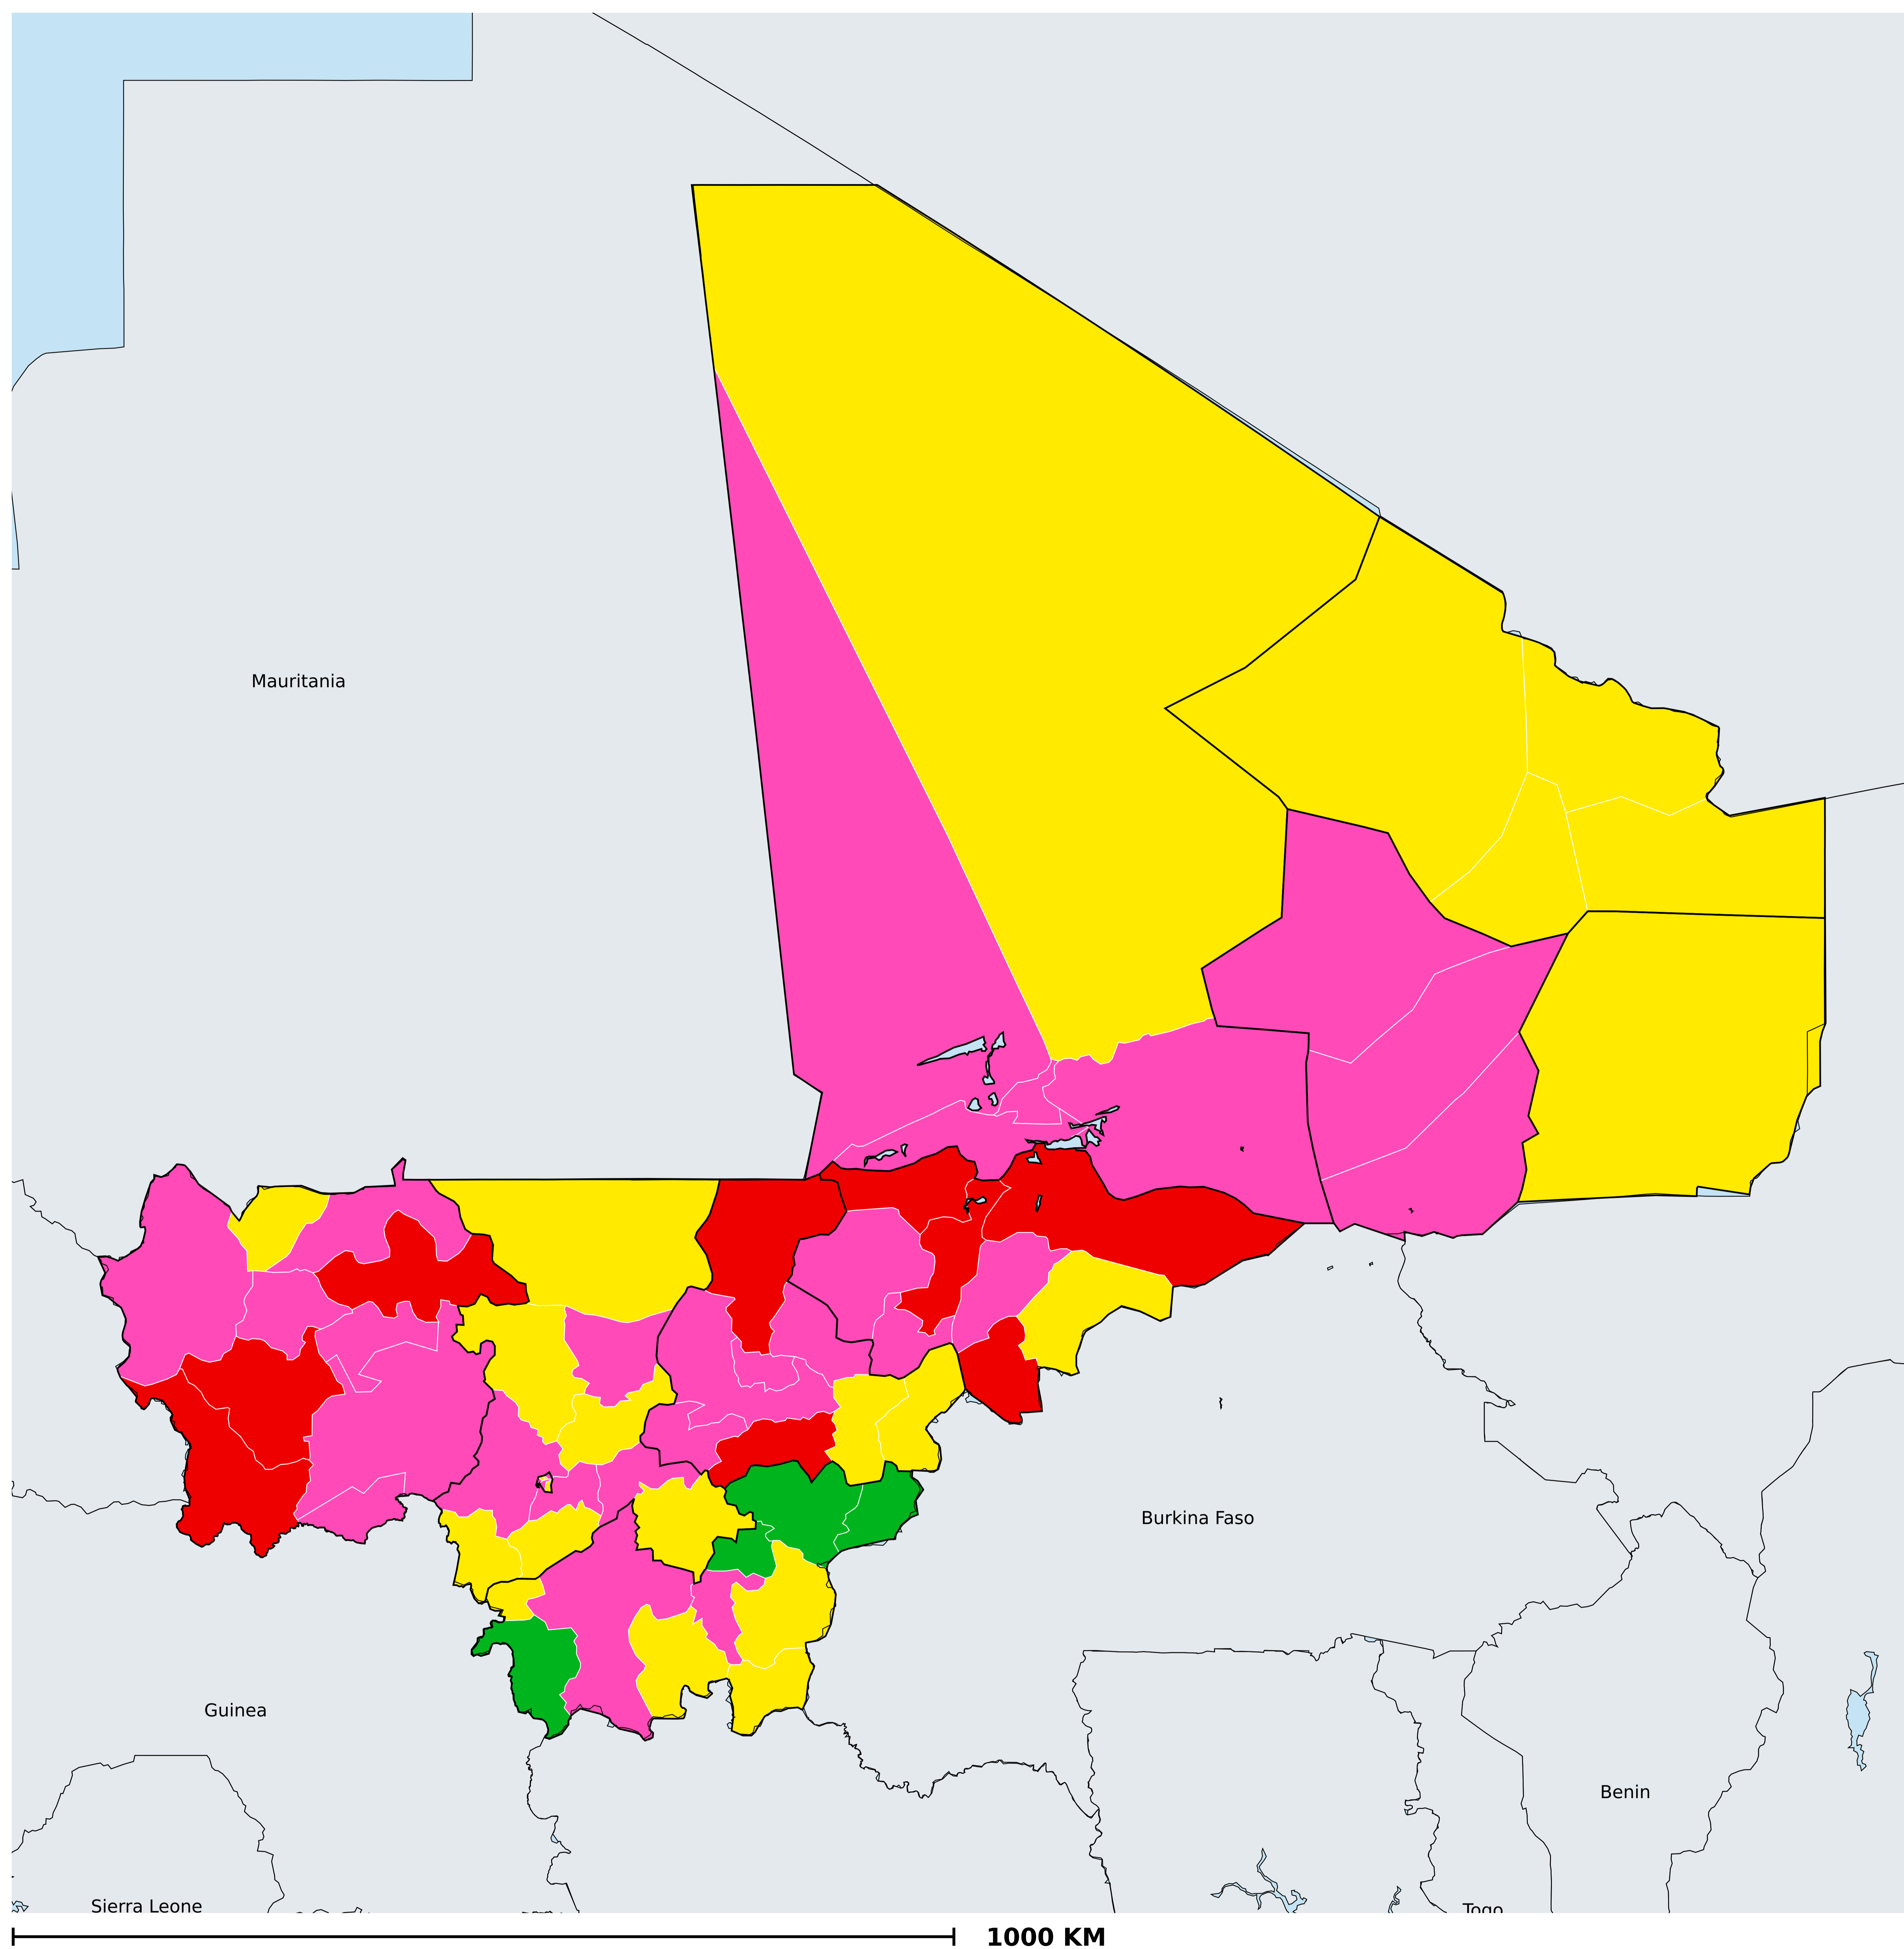 Mauritania
Burkina Faso
Guinea
Benin
Sierra Leone
Togo
1000 KM